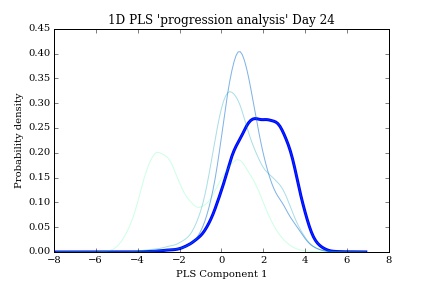 1D PLS 'progression analysis' Day 24
0.45
0.40
0.35
0.30
0.25
0.20
0.15
0.10
0.05
0.00
Probability density
−8 −6 −4 −2 0 2 4 6 8
PLS Component 1